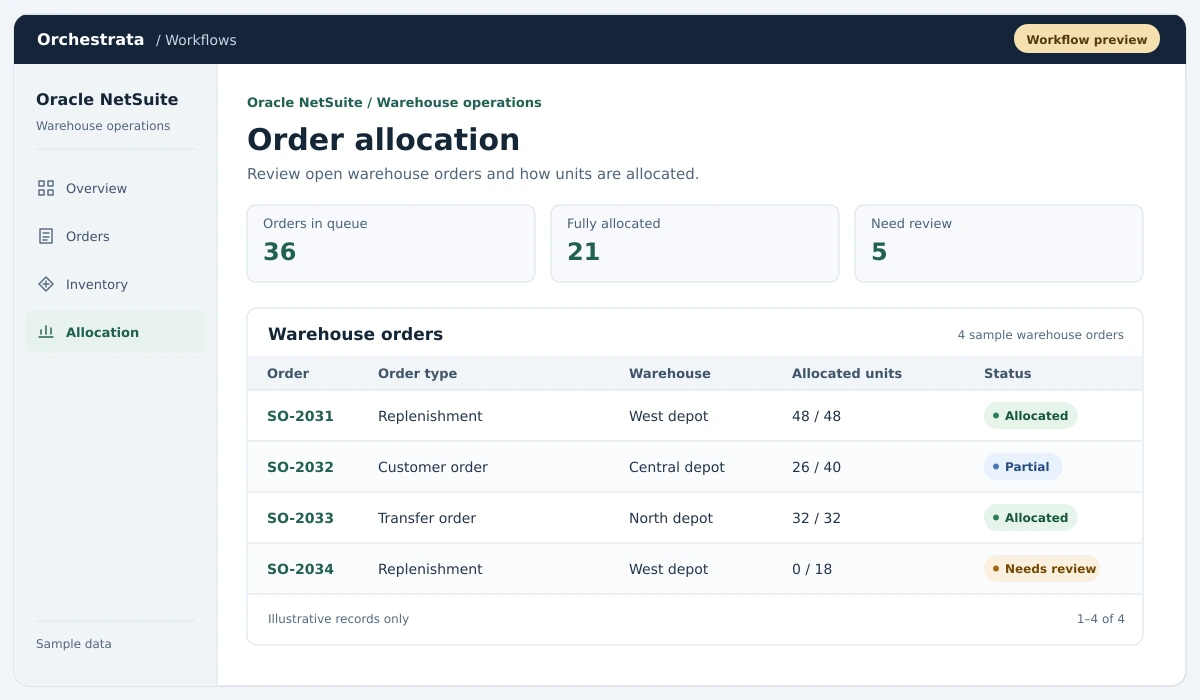 Orchestrata / Workflows
Workflow preview
Oracle NetSuite
Warehouse operations
Overview
Orders
Inventory
Allocation
Sample data
Oracle NetSuite / Warehouse operations
Order allocation
Review open warehouse orders and how units are allocated.
Orders in queue
36
Fully allocated
21
Need review
5
Warehouse orders
4 sample warehouse orders
Order Order type Warehouse Allocated units Status
SO-2031 Replenishment West depot 48 / 48 Allocated
SO-2032 Customer order Central depot 26 / 40 Partial
SO-2033 Transfer order North depot 32 / 32 Allocated
SO-2034 Replenishment West depot 0 / 18 Needs review
Illustrative records only
1–4 of 4